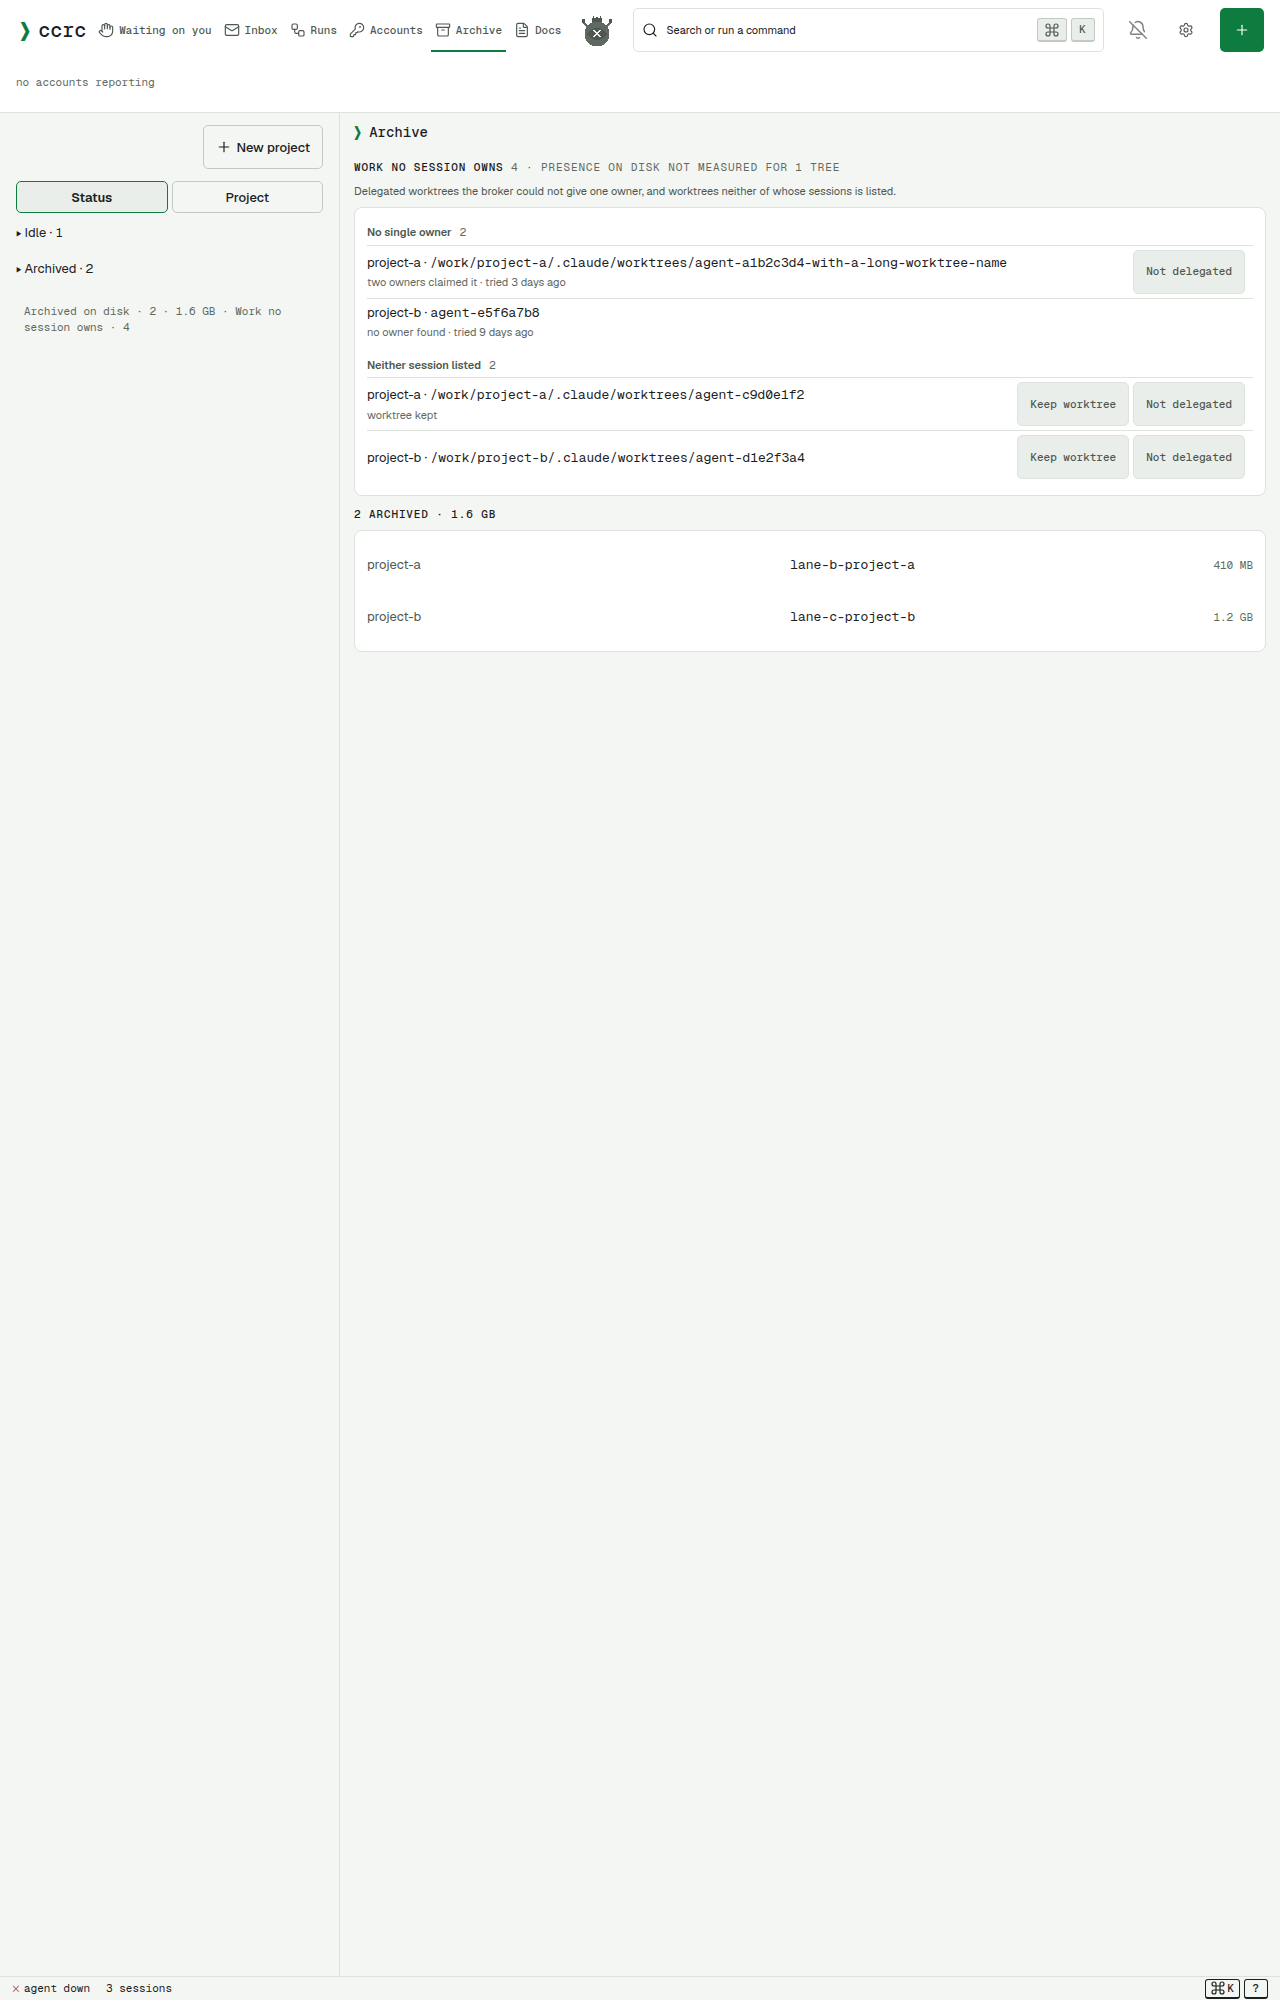 ❯ ccrc Waiting on you Inbox Runs Accounts Archive Docs Search or run a command ⌘ K +
no accounts reporting
+ New project
Status Project
▸ Idle · 1
▸ Archived · 2
Archived on disk · 2 · 1.6 GB · Work no
session owns · 4
❯ Archive
WORK NO SESSION OWNS 4 · PRESENCE ON DISK NOT MEASURED FOR 1 TREE
Delegated worktrees the broker could not give one owner, and worktrees neither of whose sessions is listed.
No single owner 2
project-a · /work/project-a/.claude/worktrees/agent-a1b2c3d4-with-a-long-worktree-name Not delegated
two owners claimed it · tried 3 days ago
project-b · agent-e5f6a7b8
no owner found · tried 9 days ago
Neither session listed 2
project-a · /work/project-a/.claude/worktrees/agent-c9d0e1f2 Keep worktree Not delegated
worktree kept
project-b · /work/project-b/.claude/worktrees/agent-d1e2f3a4 Keep worktree Not delegated
2 ARCHIVED · 1.6 GB
project-a lane-b-project-a 410 MB
project-b lane-c-project-b 1.2 GB
× agent down 3 sessions ⌘K ?